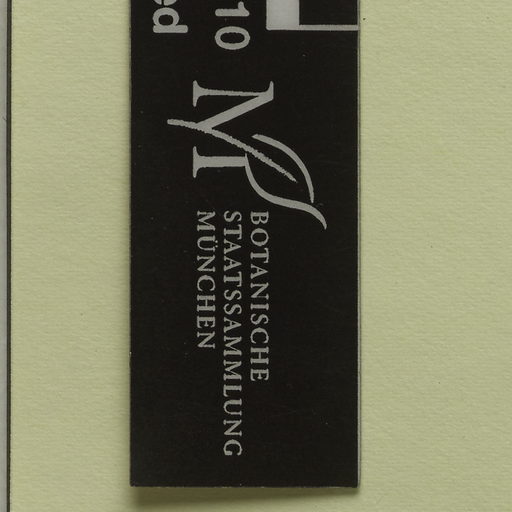 10
ed
BOTANISCHE
STAATSSAMMLUNG
MÜNCHEN